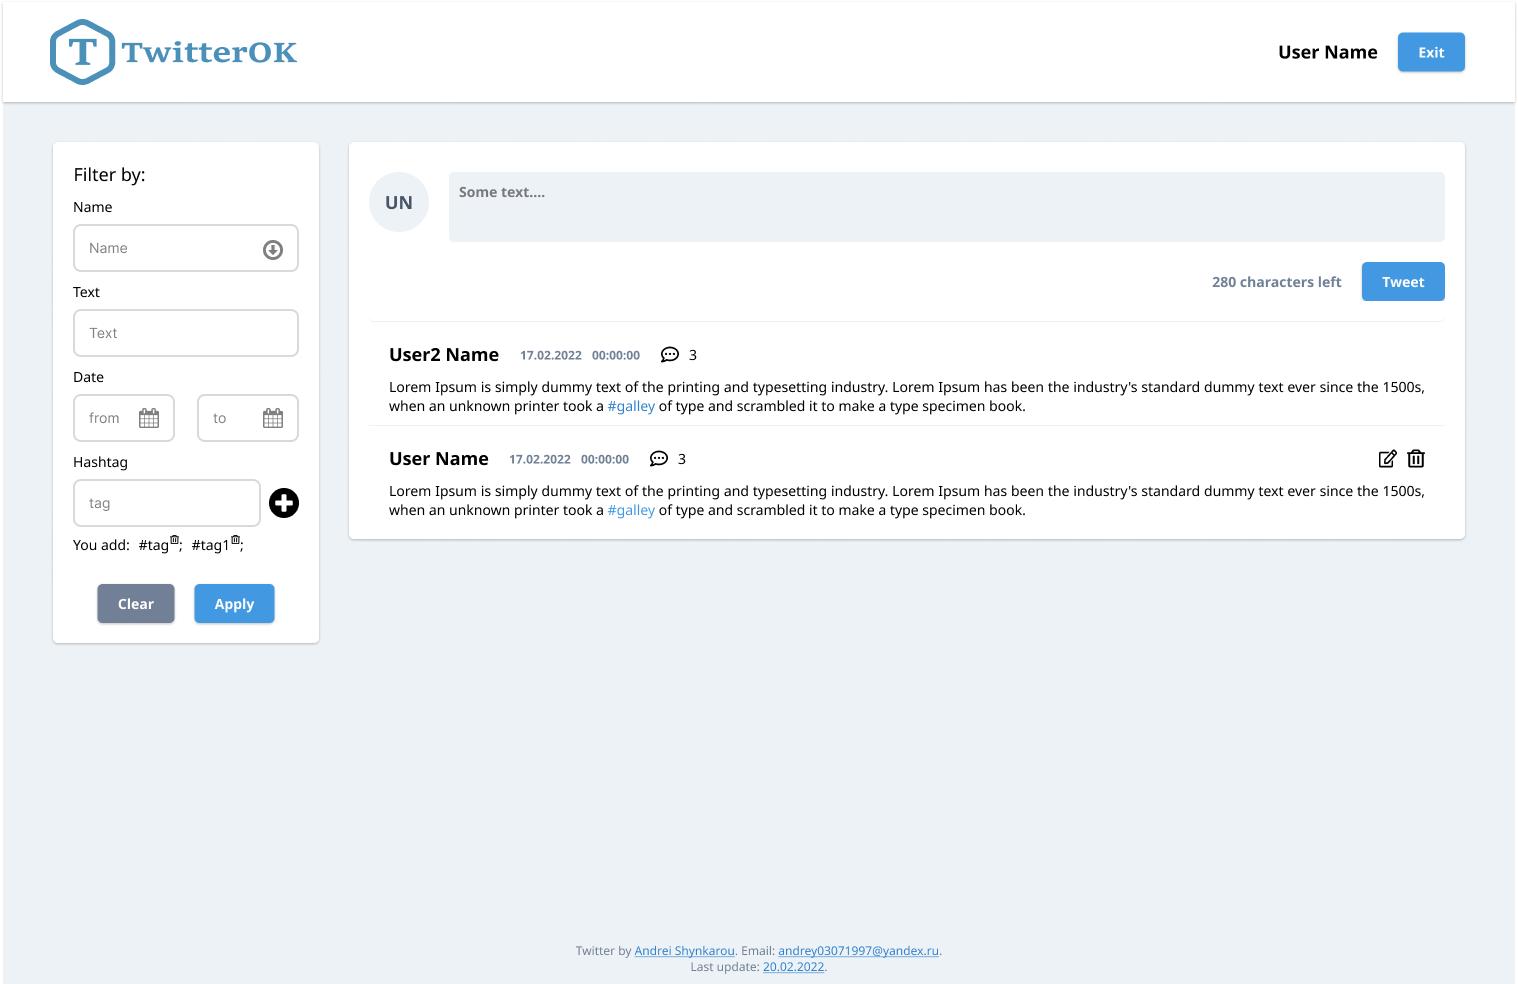 T TwitterOK
User Name
Exit
Filter by:
Name
Name
Text
Text
Date
from
to
Hashtag
tag
You add: #tag; #tag1;
Clear
Apply
UN
Some text....
280 characters left
Tweet
User2 Name 17.02.2022 00:00:00 3
Lorem Ipsum is simply dummy text of the printing and typesetting industry. Lorem Ipsum has been the industry's standard dummy text ever since the 1500s,
when an unknown printer took a #galley of type and scrambled it to make a type specimen book.
User Name 17.02.2022 00:00:00 3
Lorem Ipsum is simply dummy text of the printing and typesetting industry. Lorem Ipsum has been the industry's standard dummy text ever since the 1500s,
when an unknown printer took a #galley of type and scrambled it to make a type specimen book.
Twitter by Andrei Shynkarou. Email: andrey03071997@yandex.ru.
Last update: 20.02.2022.